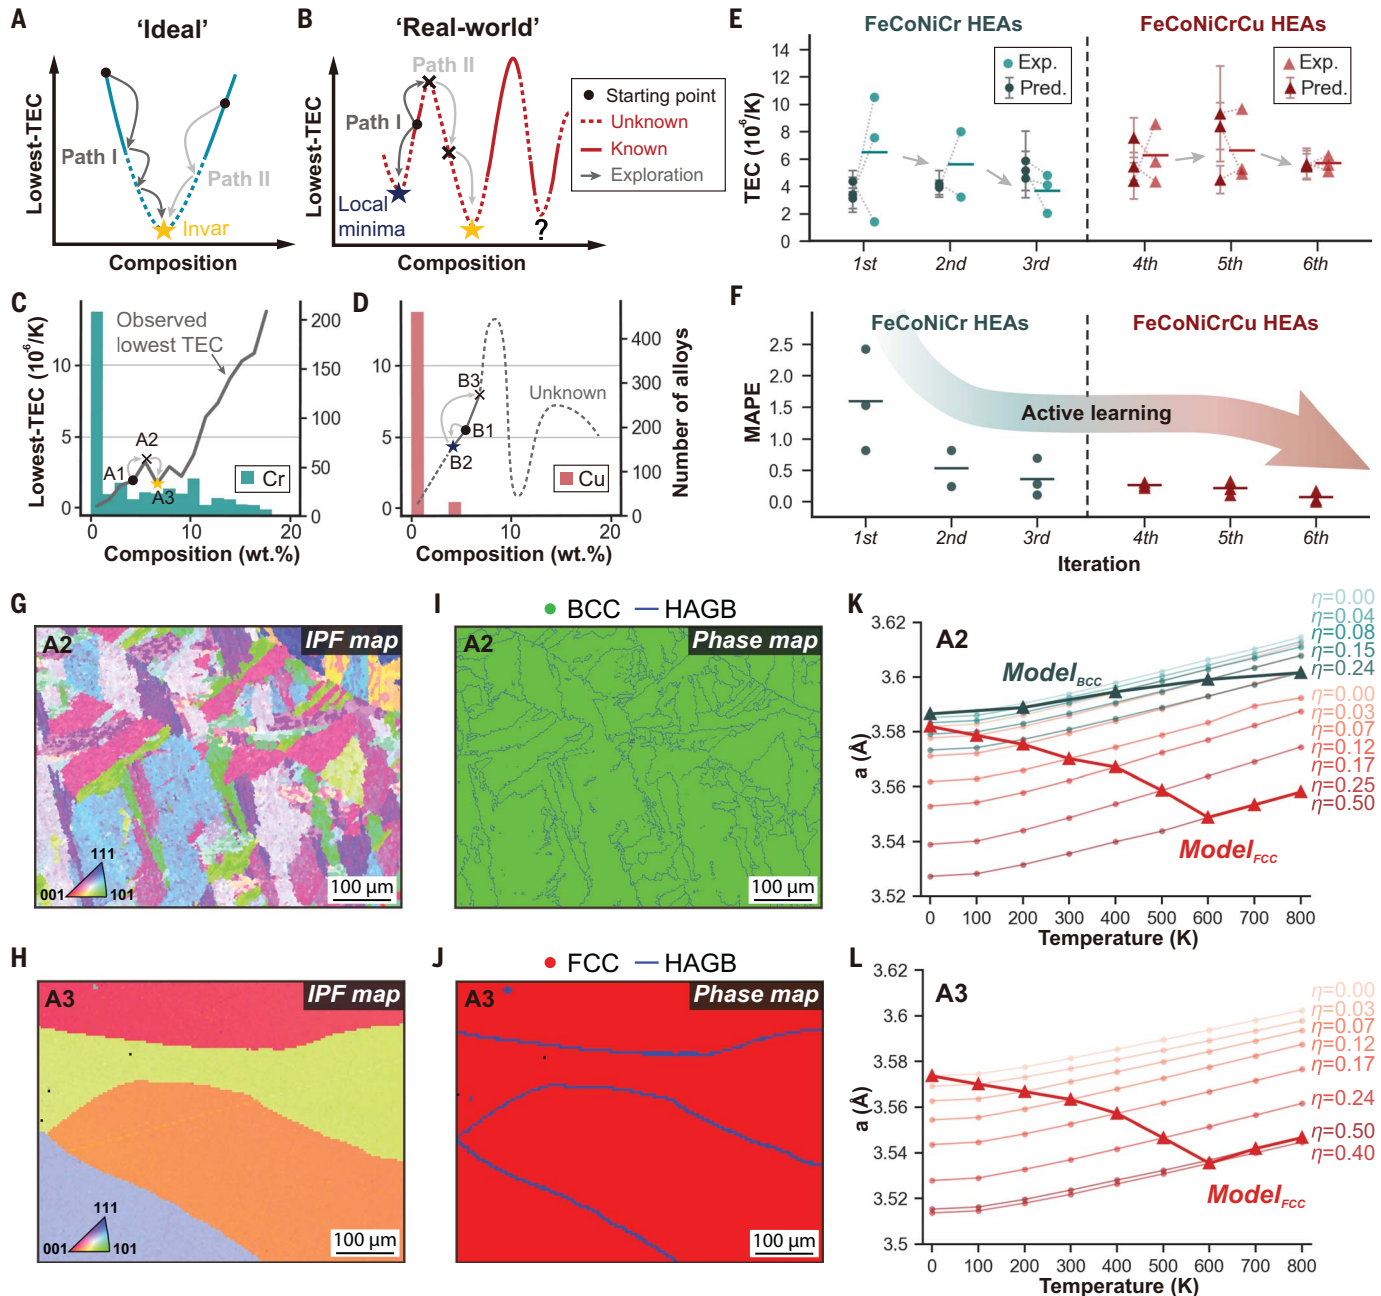 A
'Ideal'
Lowest-TEC
Path I
Path II
Invar
Composition
B
'Real-world'
Lowest-TEC
Path II
Path I
Local
minima
?
Composition
Starting point
Unknown
Known
Exploration
C
Lowest-TEC (10⁻⁶/K)
10
5
0
Observed
lowest TEC
A1
A2
A3
Cr
200
150
100
50
0
0
10
20
Composition (wt.%)
D
10
5
0
B3
B1
B2
Unknown
Cu
400
300
200
100
0
Number of alloys
0
10
20
Composition (wt.%)
E
FeCoNiCr HEAs
FeCoNiCrCu HEAs
TEC (10⁻⁶/K)
14
12
10
8
6
4
2
0
Exp.
Pred.
Exp.
Pred.
1st
2nd
3rd
4th
5th
6th
F
FeCoNiCr HEAs
FeCoNiCrCu HEAs
MAPE
2.5
2.0
1.5
1.0
0.5
0.0
Active learning
1st
2nd
3rd
4th
5th
6th
Iteration
G
A2
IPF map
111
001
101
100 µm
I
BCC
HAGB
A2
Phase map
100 µm
K
A2
a (Å)
3.62
3.6
3.58
3.56
3.54
3.52
Model_BCC
Model_FCC
η=0.00
η=0.04
η=0.08
η=0.15
η=0.24
η=0.00
η=0.03
η=0.07
η=0.12
η=0.17
η=0.25
η=0.50
0 100 200 300 400 500 600 700 800
Temperature (K)
H
A3
IPF map
111
001
101
100 µm
J
FCC
HAGB
A3
Phase map
100 µm
L
A3
a (Å)
3.62
3.6
3.58
3.56
3.54
3.52
3.5
Model_FCC
η=0.00
η=0.03
η=0.07
η=0.12
η=0.17
η=0.24
η=0.50
η=0.40
0 100 200 300 400 500 600 700 800
Temperature (K)